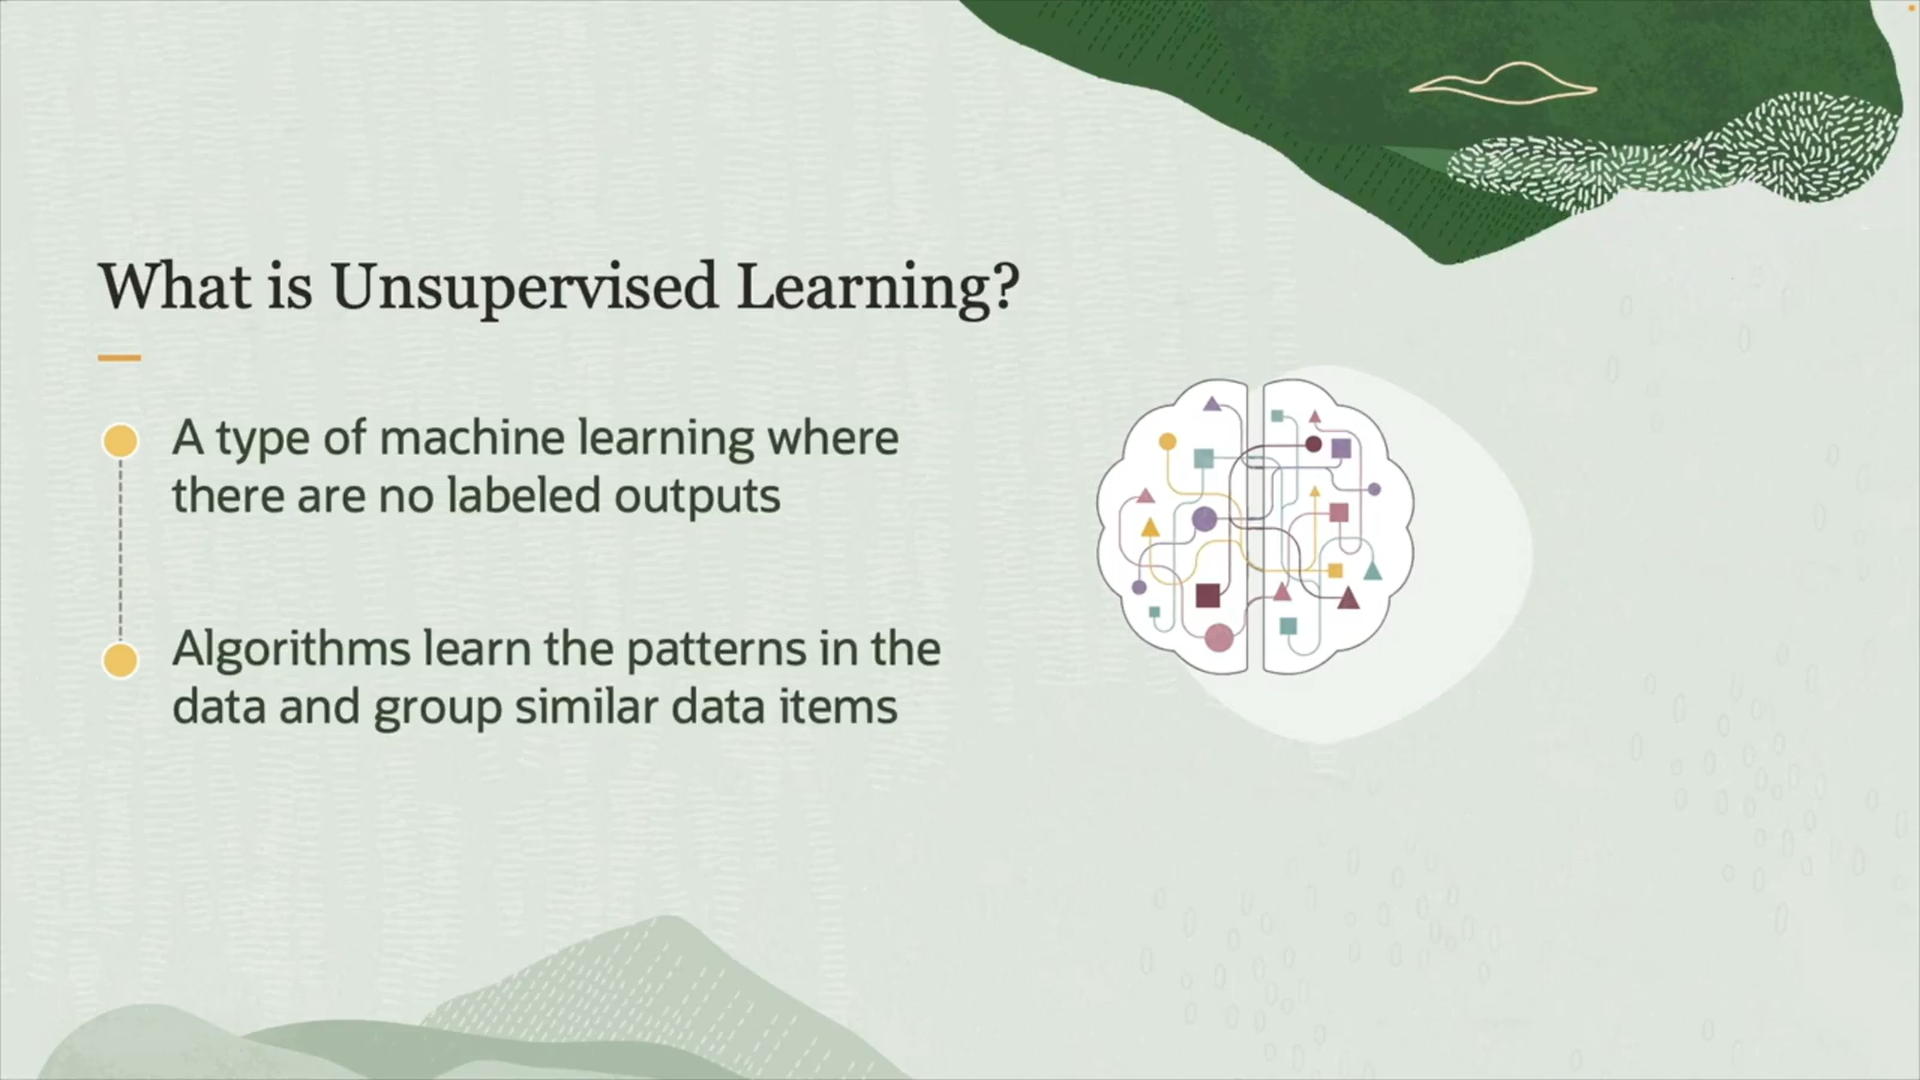 What is Unsupervised Learning?
A type of machine learning where
there are no labeled outputs
Algorithms learn the patterns in the
data and group similar data items